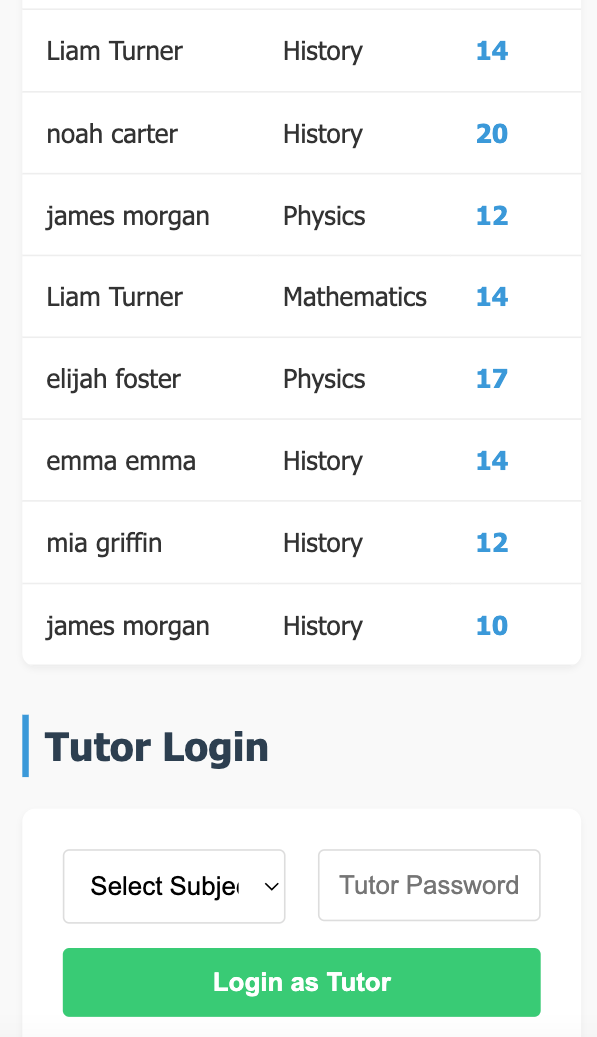 Liam Turner History 14
noah carter History 20
james morgan Physics 12
Liam Turner Mathematics 14
elijah foster Physics 17
emma emma History 14
mia griffin History 12
james morgan History 10
Tutor Login
Select Subje Tutor Password
Login as Tutor